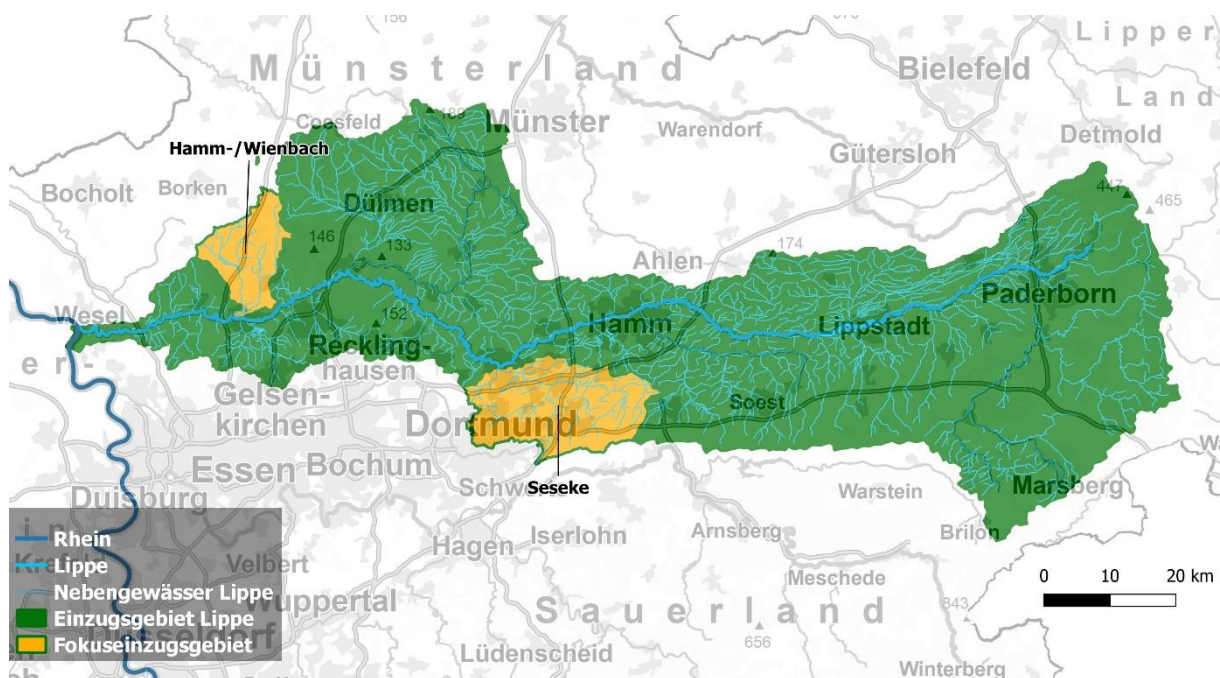 156
Lipper
Münsterland
Bielefeld
Land
189
Coesfeld
Münster
Warendorf
Detmold
Hamm-/Wienbach
Gütersloh
Bocholt
Borken
Dülmen
447
465
146
133
174
Ahlen
Wesel
Paderborn
152
Hamm
Lippstadt
Reckling-
hausen
Gelsen-
kirchen
Soest
Dortmund
Essen
Bochum
Seseke
Marsberg
Duisburg
Warstein
Iserlohn
Arnsberg
Brilon
Hagen
Rhein
Lippe
Velbert
Nebengewässer Lippe
Meschede
0 10 20 km
Wuppertal
Einzugsgebiet Lippe
Sauerland
843
Fokuseinzugsgebiet
656
Lüdenscheid
Winterberg